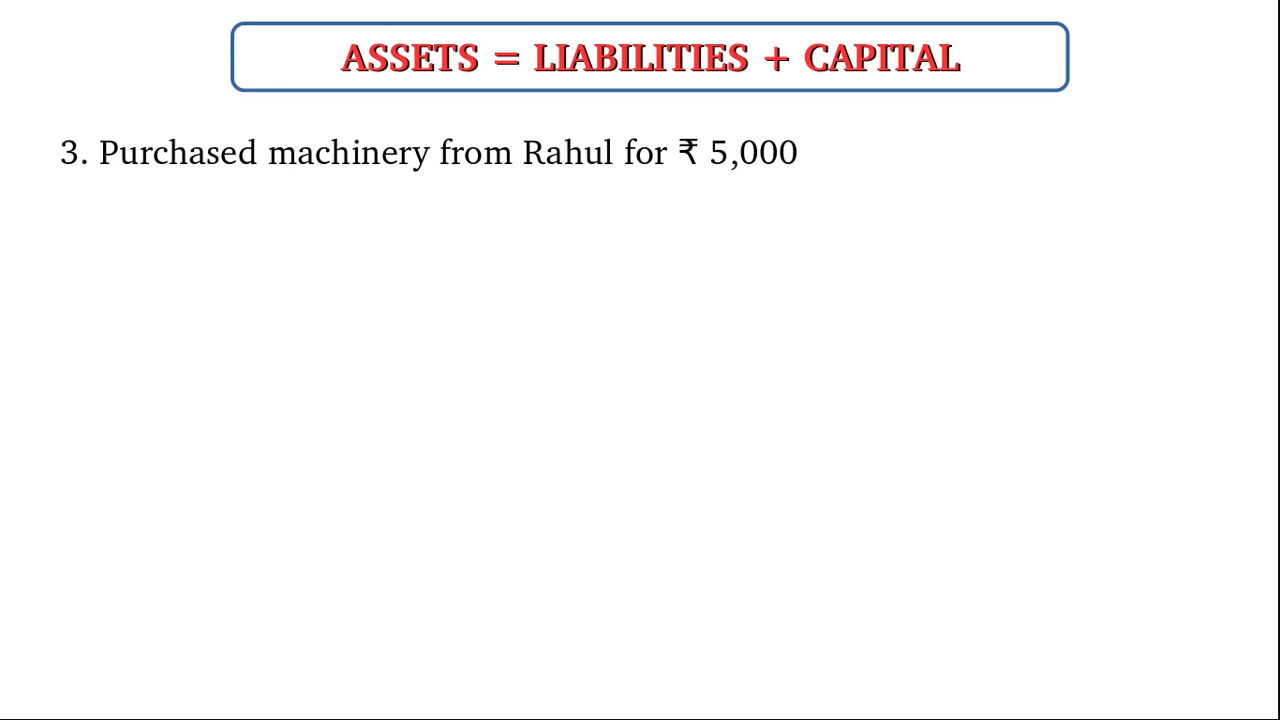 ASSETS = LIABILITIES + CAPITAL
3. Purchased machinery from Rahul for ₹ 5,000